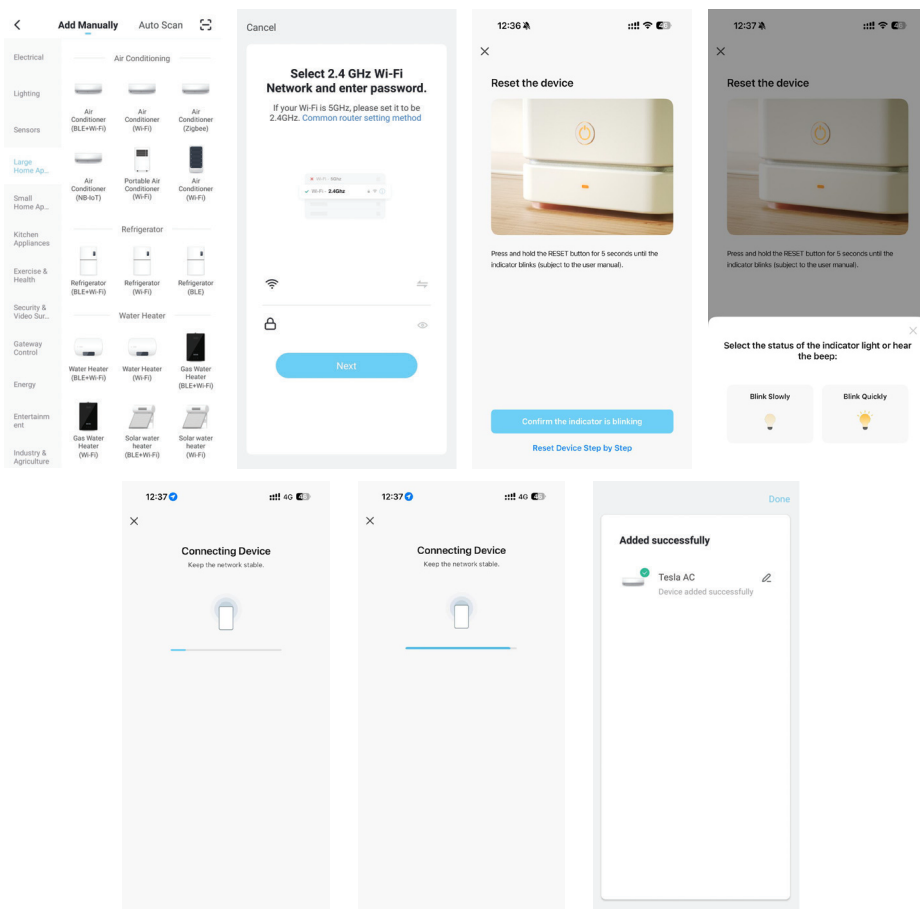 Add Manually
Auto Scan
Electrical
Lighting
Sensors
Large
Home Ap...
Small
Home Ap...
Kitchen
Appliances
Exercise &
Health
Security &
Video Sur...
Gateway
Control
Energy
Entertainm
ent
Industry &
Agriculture
Air Conditioning
Air
Conditioner
(BLE+Wi-Fi)
Air
Conditioner
(Wi-Fi)
Air
Conditioner
(Zigbee)
Air
Conditioner
(NB-IoT)
Portable Air
Conditioner
(Wi-Fi)
Air
Conditioner
(Wi-Fi)
Refrigerator
Refrigerator
(BLE+Wi-Fi)
Refrigerator
(Wi-Fi)
Refrigerator
(BLE)
Water Heater
Water Heater
(BLE+Wi-Fi)
Water Heater
(Wi-Fi)
Gas Water
Heater
(BLE+Wi-Fi)
Gas Water
Heater
(Wi-Fi)
Solar water
heater
(BLE+Wi-Fi)
Solar water
heater
(Wi-Fi)
Cancel
Select 2.4 GHz Wi-Fi
Network and enter password.
If your Wi-Fi is 5GHz, please set it to be
2.4GHz. Common router setting method
Wi-Fi - 5Ghz
Wi-Fi - 2.4Ghz
Next
12:36
Reset the device
Press and hold the RESET button for 5 seconds until the
indicator blinks (subject to the user manual).
Confirm the indicator is blinking
Reset Device Step by Step
12:37
Reset the device
Press and hold the RESET button for 5 seconds until the
indicator blinks (subject to the user manual).
Select the status of the indicator light or hear
the beep:
Blink Slowly
Blink Quickly
12:37
4G
Connecting Device
Keep the network stable.
12:37
4G
Connecting Device
Keep the network stable.
Done
Added successfully
Tesla AC
Device added successfully